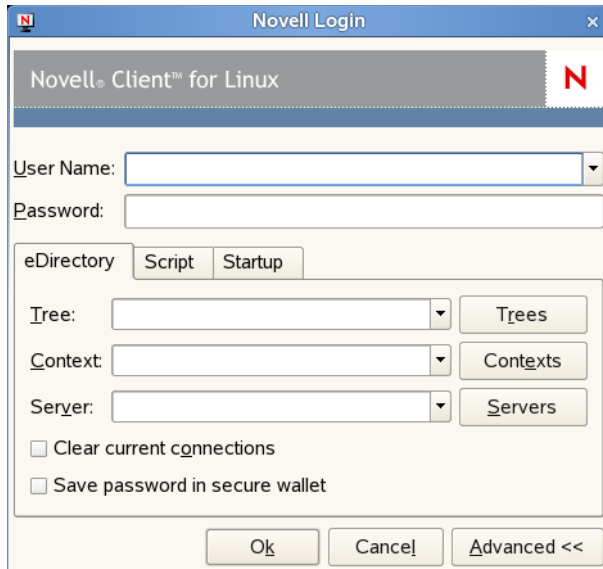 N Novell Login ×
Novell® Client™ for Linux N
User Name:
Password:
eDirectory Script Startup
Tree: Trees
Context: Contexts
Server: Servers
Clear current connections
Save password in secure wallet
Ok Cancel Advanced <<